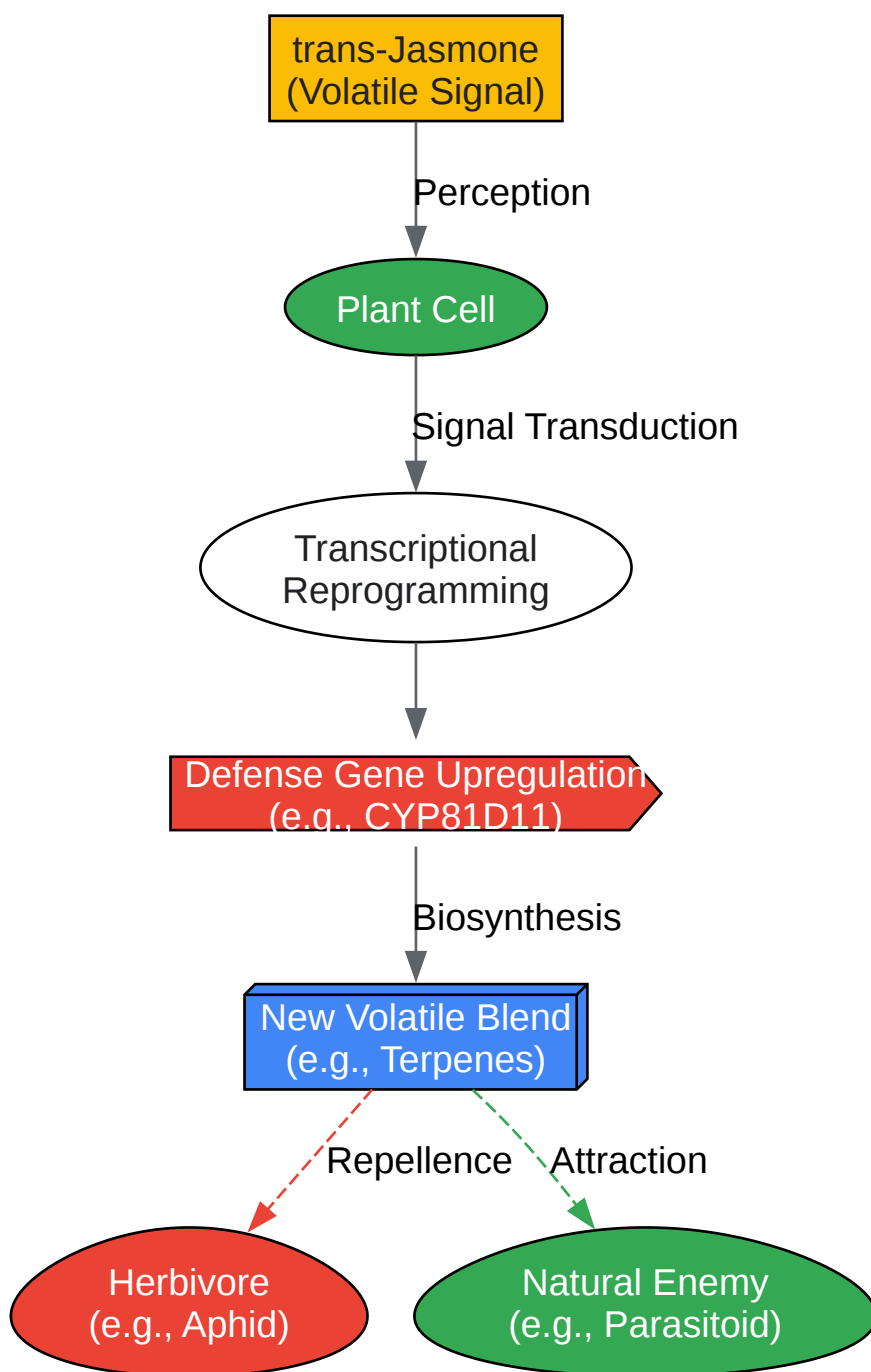 trans-Jasmone
(Volatile Signal)
Perception
Plant Cell
Signal Transduction
Transcriptional
Reprogramming
Defense Gene Upregulation
(e.g., CYP81D11)
Biosynthesis
New Volatile Blend
(e.g., Terpenes)
Repellence
Attraction
Herbivore
(e.g., Aphid)
Natural Enemy
(e.g., Parasitoid)